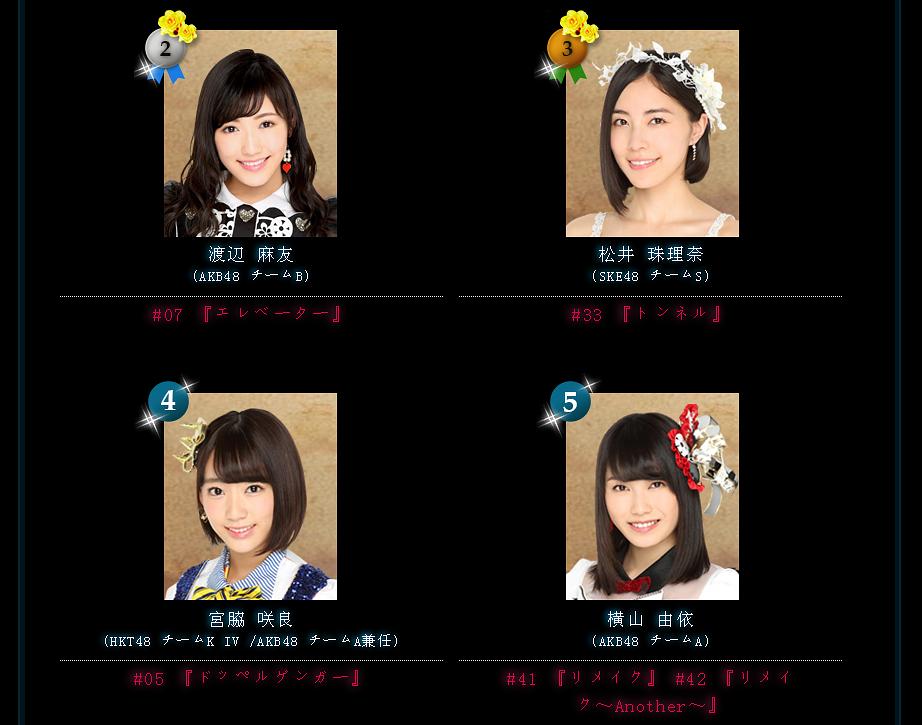 2
3
渡辺 麻友
(AKB48 チームB)
松井 珠理奈
(SKE48 チームS)
#07 『エレベーター』
#33 『トンネル』
4
5
宮脇 咲良
(HKT48 チームK IV /AKB48 チームA兼任)
横山 由依
(AKB48 チームA)
#05 『ドッペルゲンガー』
#41 『リメイク』 #42 『リメイ
ク～Another～』